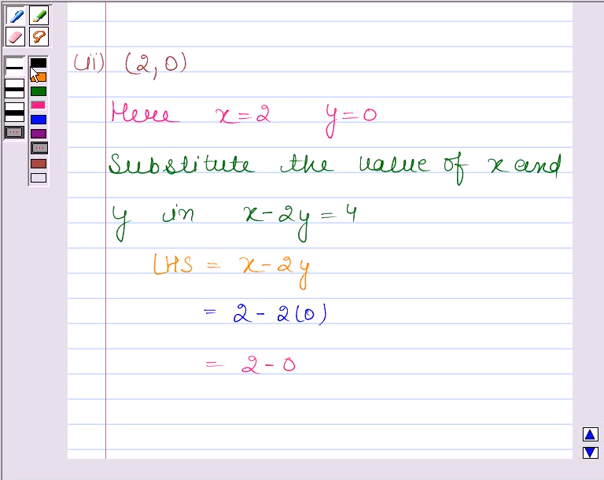 (ii) (2,0)
Here x=2 y=0
Substitute the value of x and
y in x-2y=4
LHS = x-2y
= 2-2(0)
= 2-0